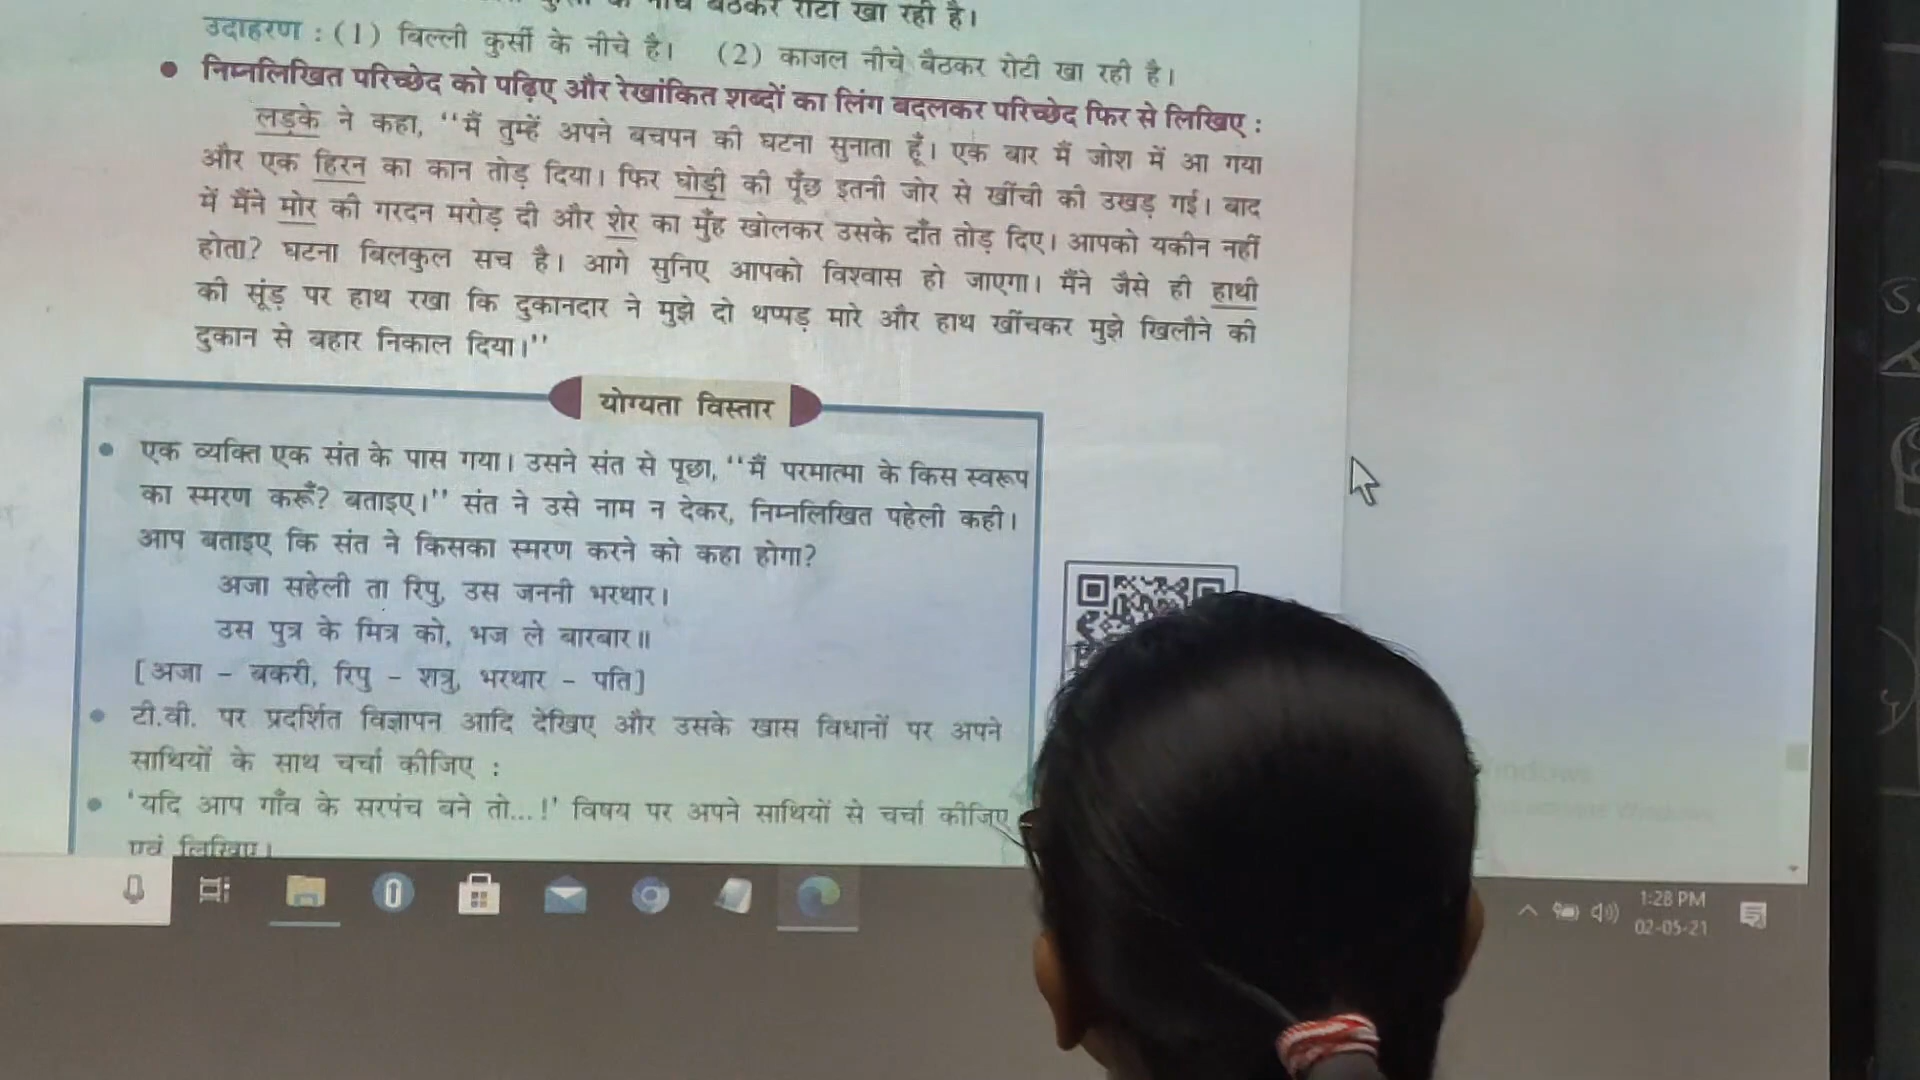 के नीचे बैठकर रोटी खा रही है।
उदाहरण : (1) बिल्ली कुर्सी के नीचे है। (2) काजल नीचे बैठकर रोटी खा रही है।
• निम्नलिखित परिच्छेद को पढ़िए और रेखांकित शब्दों का लिंग बदलकर परिच्छेद फिर से लिखिए :
लड़के ने कहा, “मैं तुम्हें अपने बचपन की घटना सुनाता हूँ। एक बार मैं जोश में आ गया
और एक हिरन का कान तोड़ दिया। फिर घोड़ी की पूँछ इतनी जोर से खींची की उखड़ गई। बाद
में मैंने मोर की गरदन मरोड़ दी और शेर का मुँह खोलकर उसके दाँत तोड़ दिए। आपको यकीन नहीं
होता? घटना बिलकुल सच है। आगे सुनिए आपको विश्वास हो जाएगा। मैंने जैसे ही हाथी
की सूंड़ पर हाथ रखा कि दुकानदार ने मुझे दो थप्पड़ मारे और हाथ खींचकर मुझे खिलौने की
दुकान से बहार निकाल दिया।”
योग्यता विस्तार
• एक व्यक्ति एक संत के पास गया। उसने संत से पूछा, “मैं परमात्मा के किस स्वरूप
का स्मरण करूँ? बताइए।” संत ने उसे नाम न देकर, निम्नलिखित पहेली कही।
आप बताइए कि संत ने किसका स्मरण करने को कहा होगा?
अजा सहेली ता रिपु, उस जननी भरथार।
उस पुत्र के मित्र को, भज ले बारबार॥
[अजा – बकरी, रिपु – शत्रु, भरथार – पति]
• टी.वी. पर प्रदर्शित विज्ञापन आदि देखिए और उसके खास विधानों पर अपने
साथियों के साथ चर्चा कीजिए :
• ‘यदि आप गाँव के सरपंच बने तो...!’ विषय पर अपने साथियों से चर्चा कीजिए
एवं लिखिए।
1:28 PM
02-05-21